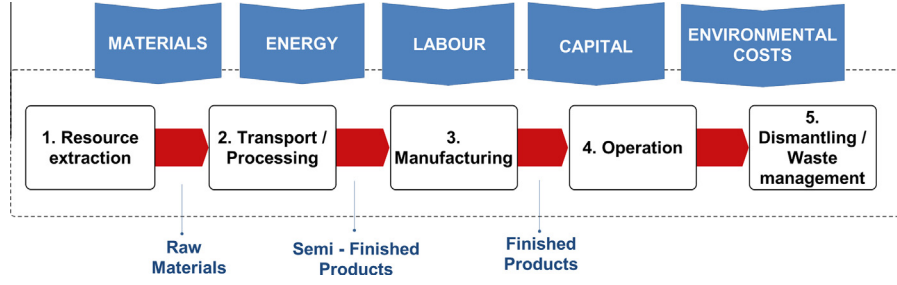 MATERIALS
ENERGY
LABOUR
CAPITAL
ENVIRONMENTAL
COSTS
1. Resource
extraction
2. Transport /
Processing
3.
Manufacturing
4. Operation
5.
Dismantling /
Waste
management
Raw
Materials
Semi - Finished
Products
Finished
Products